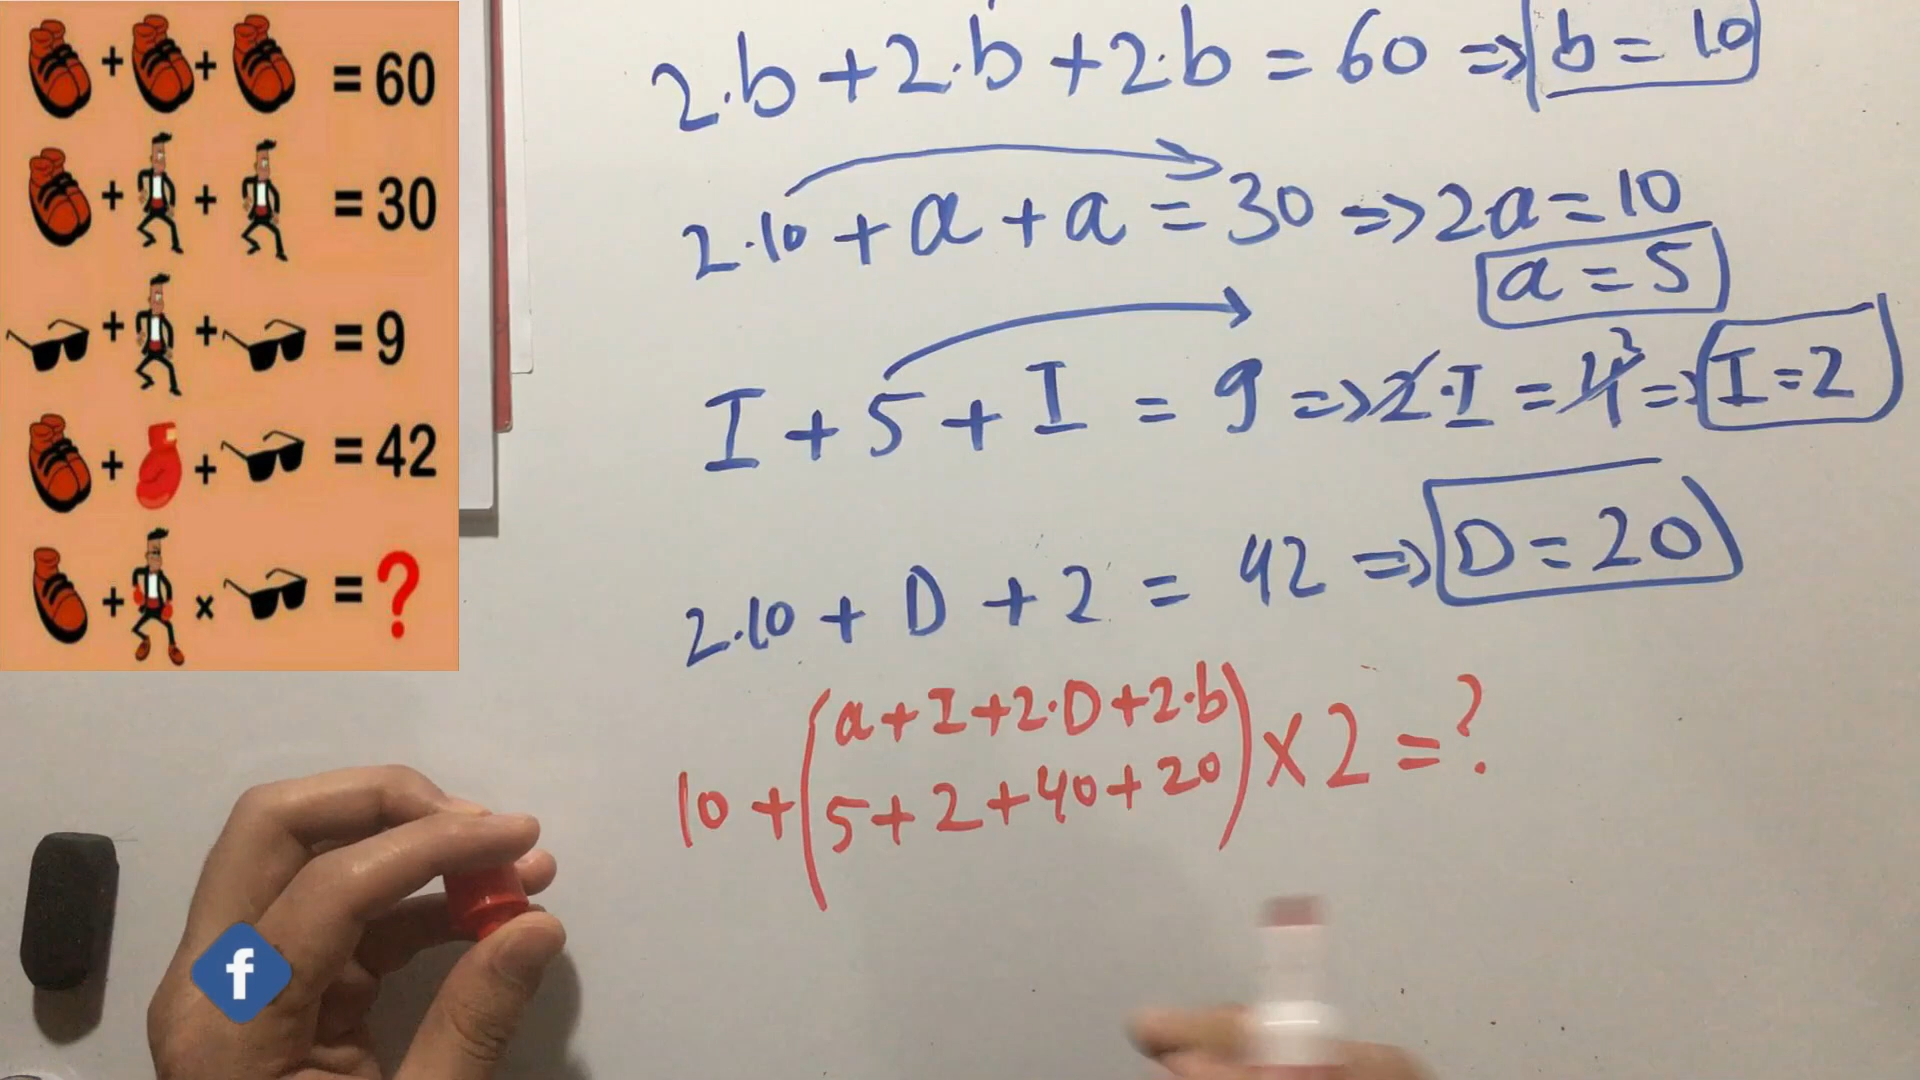 + + = 60
+ + = 30
+ + = 9
+ + = 42
+ × = ?
2·b + 2·b + 2·b = 60 => b = 10
2·10 + a + a = 30 => 2a = 10
a = 5
I + 5 + I = 9 => 2·I = 4 2 => I = 2
2·10 + D + 2 = 42 => D = 20
(a + I + 2·D + 2·b
10 + 5 + 2 + 40 + 20) × 2 = ?
f